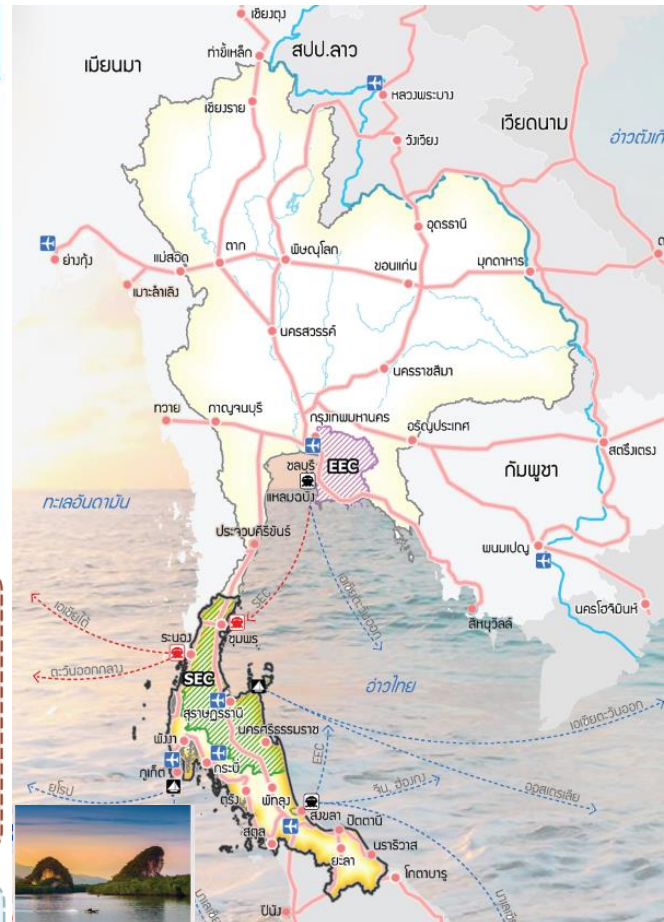 เชียงตุง
ท่าขี้เหล็ก
สปป.ลาว
เมียนมา
เชียงราย
หลวงพระบาง
เวียดนาม
วังเวียง
อ่าวตังเกี๋
อุดรธานี
ย่างกุ้ง
แม่สอด
ตาก
พิษณุโลก
ขอนแก่น
มุกดาหาร
เมาะลำเลิง
นครสวรรค์
นครราชสีมา
ทวาย
กาญจนบุรี
กรุงเทพมหานคร
อรัญประเทศ
สตรึงเตรง
ชลบุรี
EEC
กัมพูชา
แหลมฉบัง
ทะเลอันดามัน
ประจวบคีรีขันธ์
พนมเปญ
นครโฮจิมินห์
สีหนุวิลล์
เอเชียใต้
SEC
เอเชียตะวันออก
ระนอง
ชุมพร
ตะวันออกกลาง
SEC
อ่าวไทย
สุราษฎร์ธานี
เอเชียตะวันออก
นครศรีธรรมราช
พังงา
EEC
จีน, ฮ่องกง
ภูเก็ต
กระบี่
ออสเตรเลีย
ยุโรป
ตรัง
พัทลุง
สงขลา
ปัตตานี
สตูล
ยะลา
นราธิวาส
โกตาบารู
ปีนัง